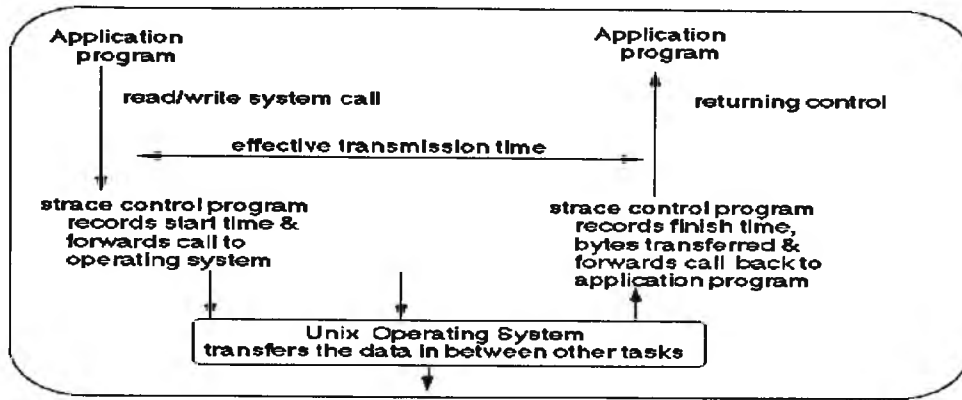 Application
program
read/write system call
effective transmission time
strace control program
records start time &
forwards call to
operating system
Application
program
returning control
strace control program
records finish time,
bytes transferred &
forwards call back to
application program
Unix Operating System
transfers the data in between other tasks